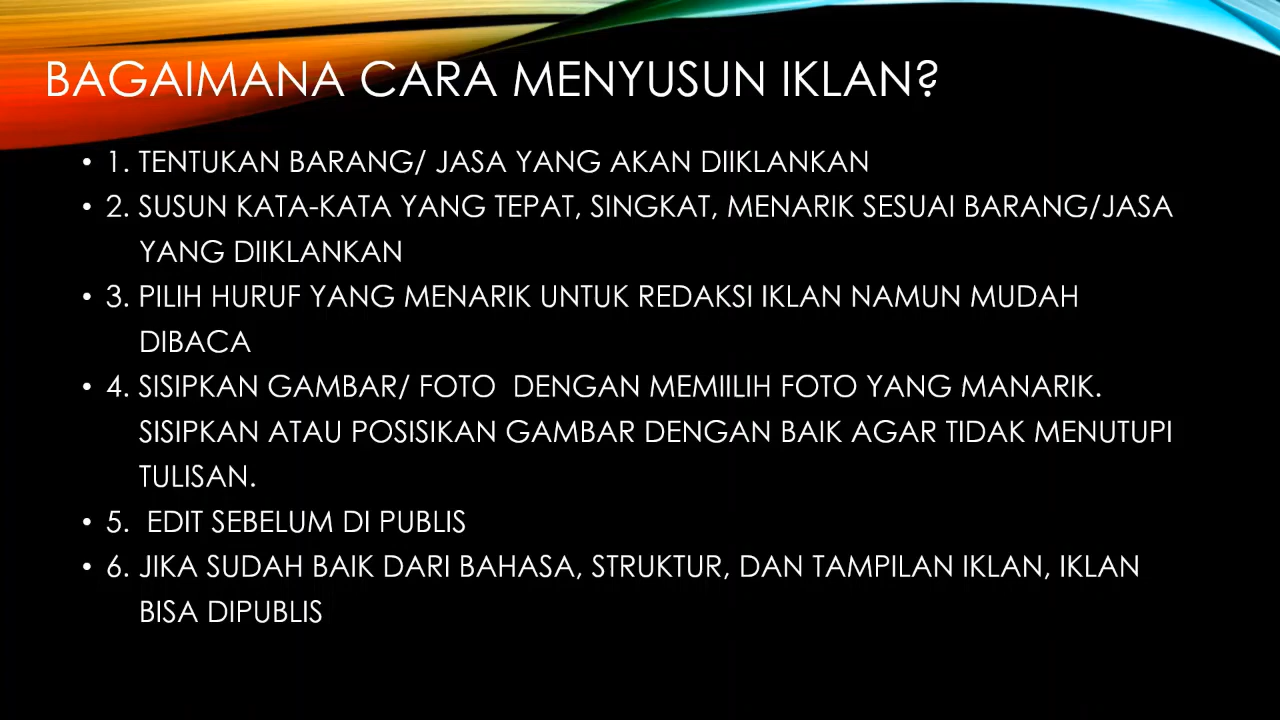 BAGAIMANA CARA MENYUSUN IKLAN?
• 1. TENTUKAN BARANG/ JASA YANG AKAN DIIKLANKAN
• 2. SUSUN KATA-KATA YANG TEPAT, SINGKAT, MENARIK SESUAI BARANG/JASA
YANG DIIKLANKAN
• 3. PILIH HURUF YANG MENARIK UNTUK REDAKSI IKLAN NAMUN MUDAH
DIBACA
• 4. SISIPKAN GAMBAR/ FOTO  DENGAN MEMIILIH FOTO YANG MANARIK.
SISIPKAN ATAU POSISIKAN GAMBAR DENGAN BAIK AGAR TIDAK MENUTUPI
TULISAN.
• 5.  EDIT SEBELUM DI PUBLIS
• 6. JIKA SUDAH BAIK DARI BAHASA, STRUKTUR, DAN TAMPILAN IKLAN, IKLAN
BISA DIPUBLIS